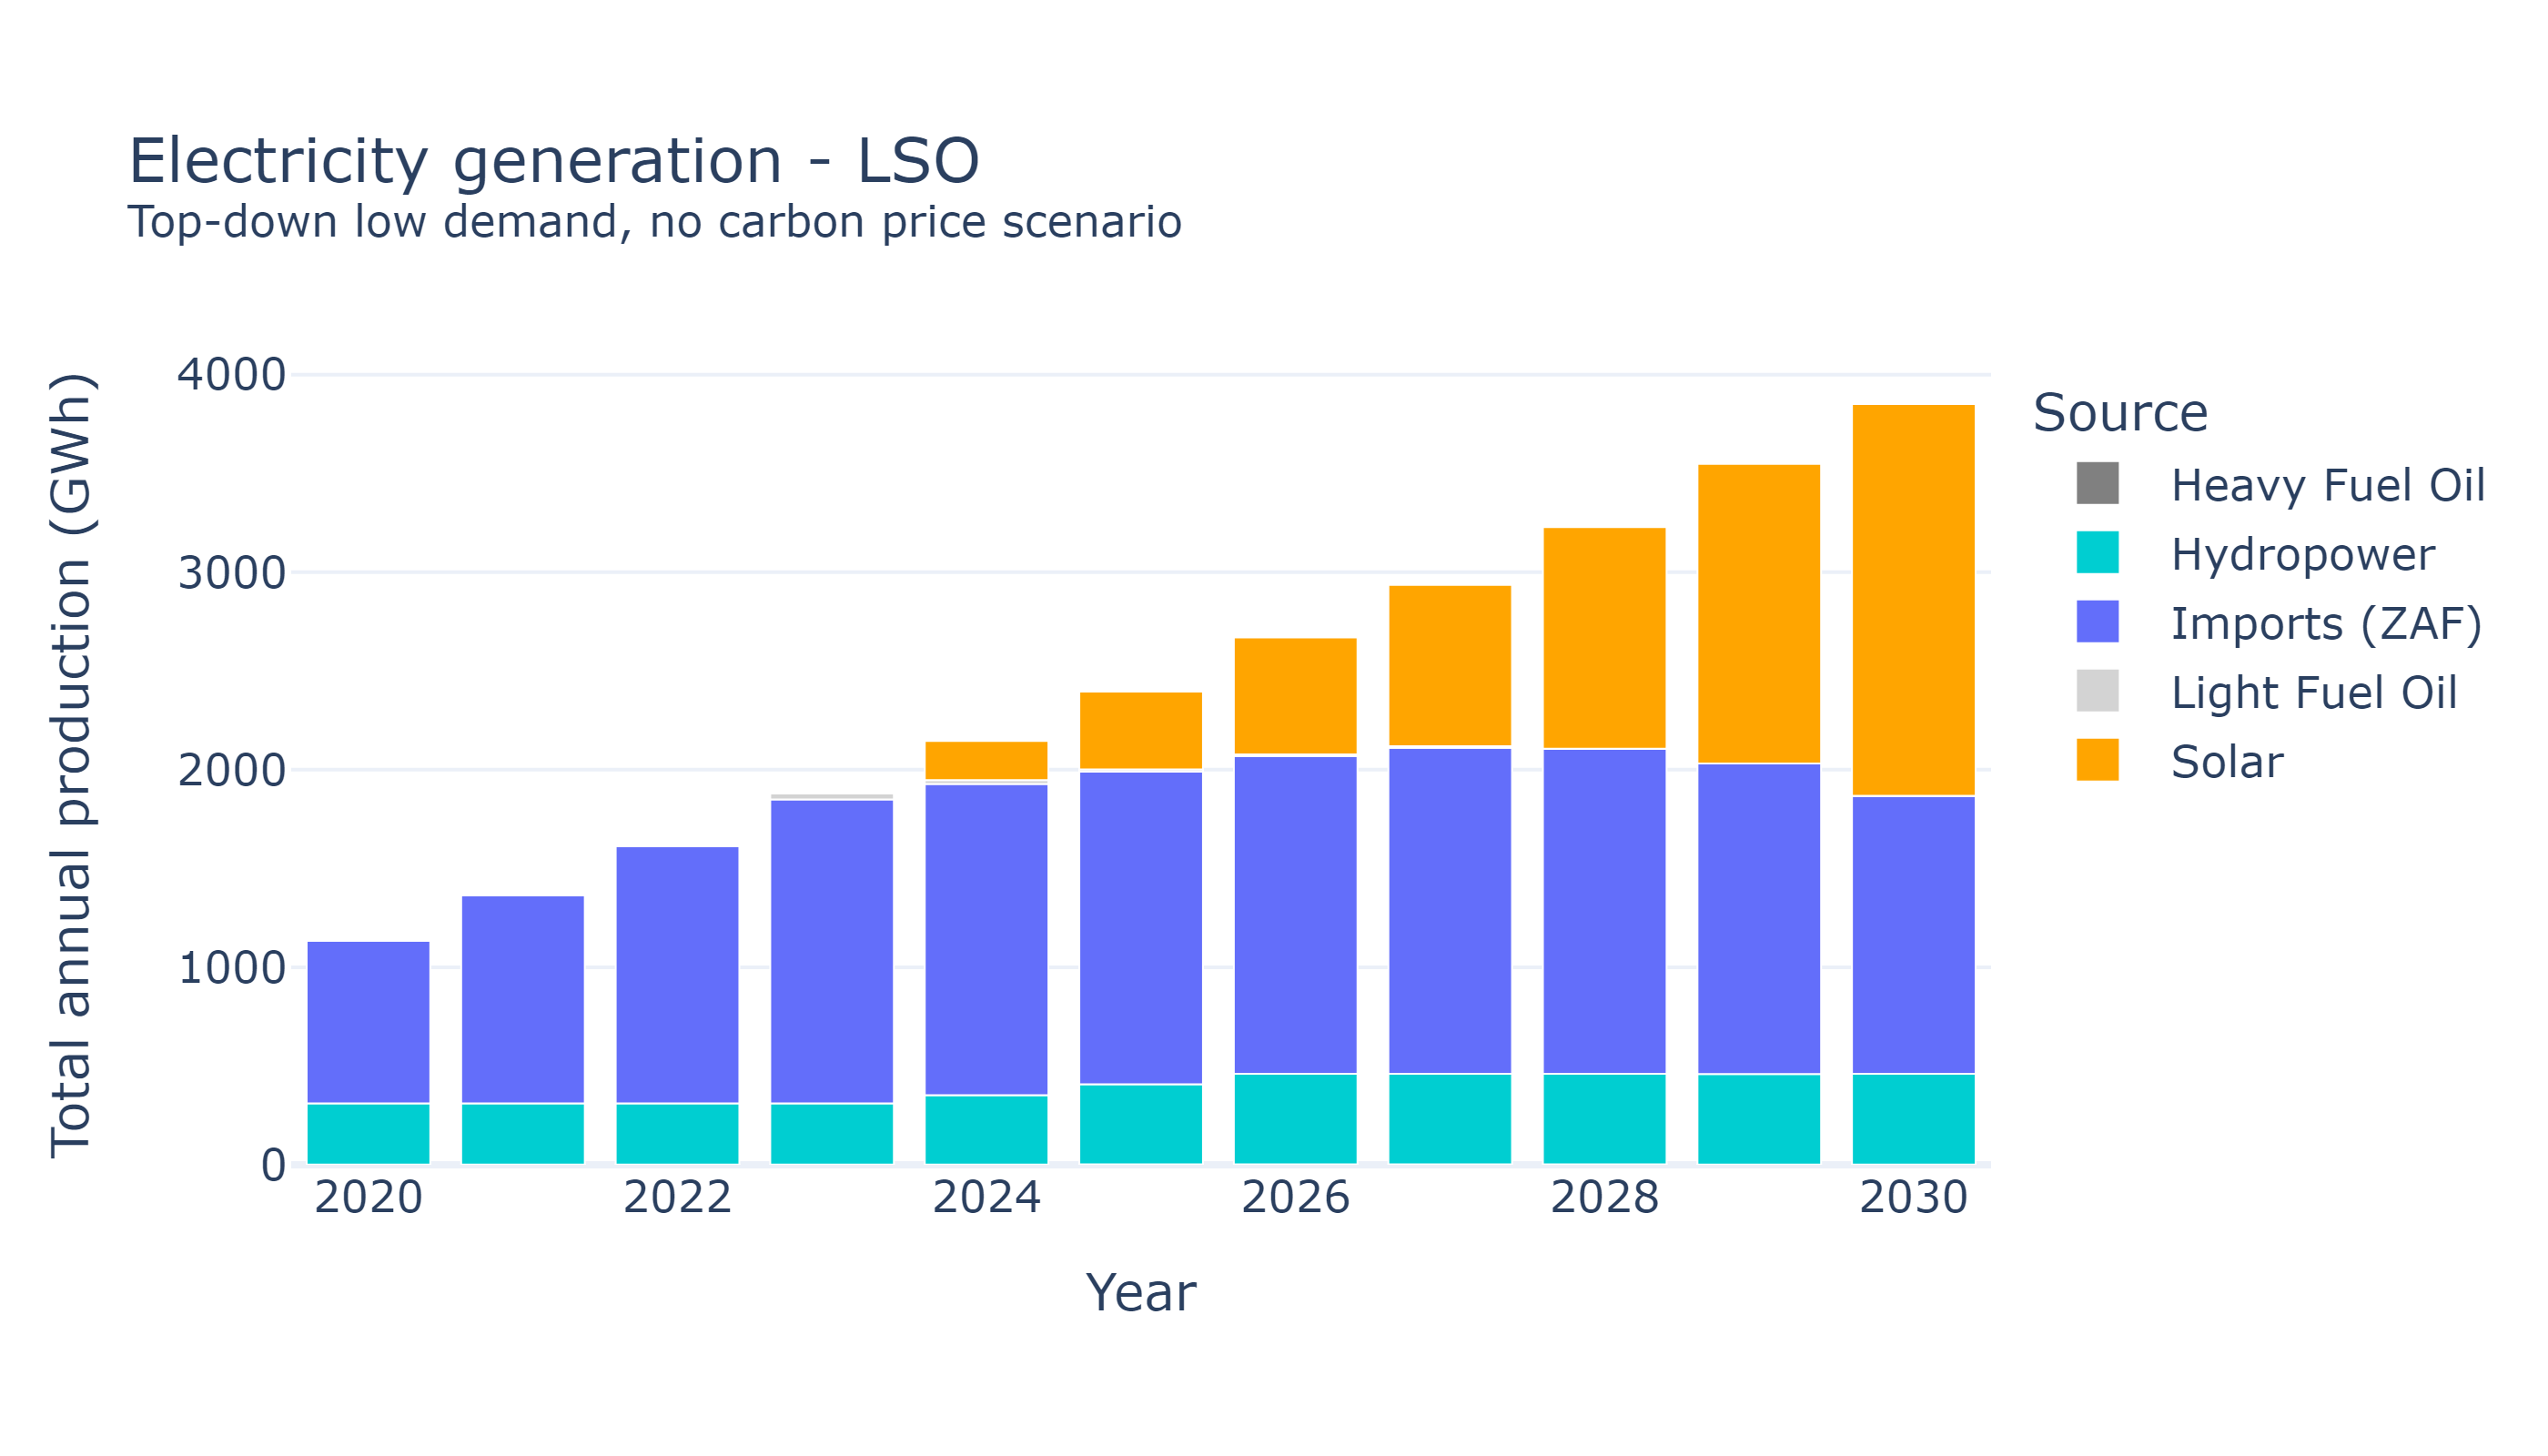 Electricity generation - LSO
Top-down low demand, no carbon price scenario
Total annual production (GWh)
4000
3000
2000
1000
0
2020
2022
2024
2026
2028
2030
Year
Source
Heavy Fuel Oil
Hydropower
Imports (ZAF)
Light Fuel Oil
Solar